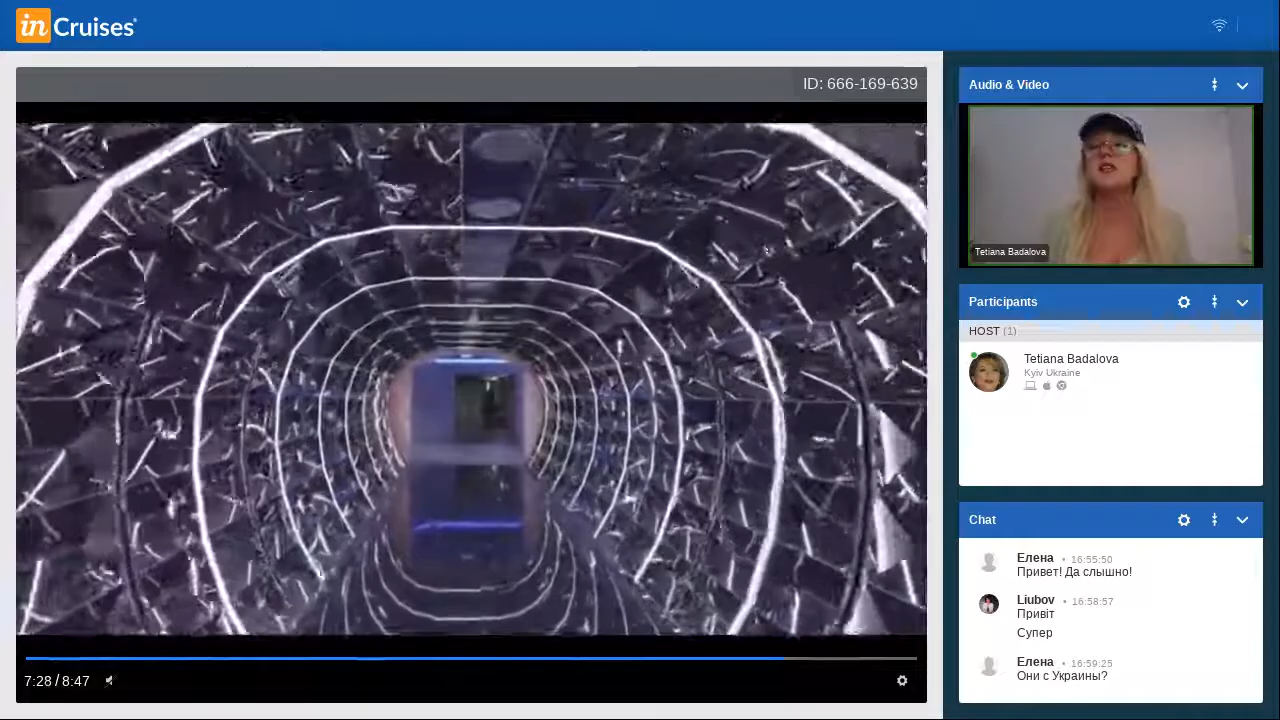 in Cruises®
ID: 666-169-639
7:28 / 8:47
Audio & Video
Tetiana Badalova
Participants
HOST (1)
Tetiana Badalova
Kyiv Ukraine
Chat
Елена • 16:55:50
Привет! Да слышно!
Liubov • 16:58:57
Привіт
Супер
Елена • 16:59:25
Они с Украины?